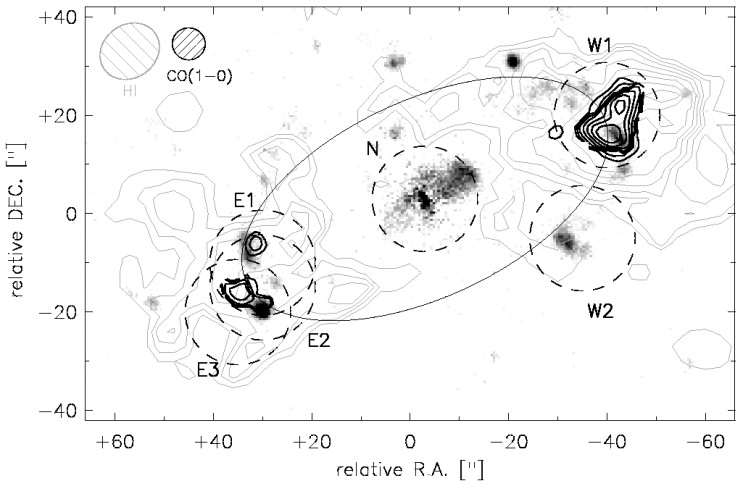 +40
+20
0
−20
−40
relative DEC. ["]
HI
CO(1−0)
W1
N
E1
W2
E2
E3
+60
+40
+20
0
−20
−40
−60
relative R.A. ["]